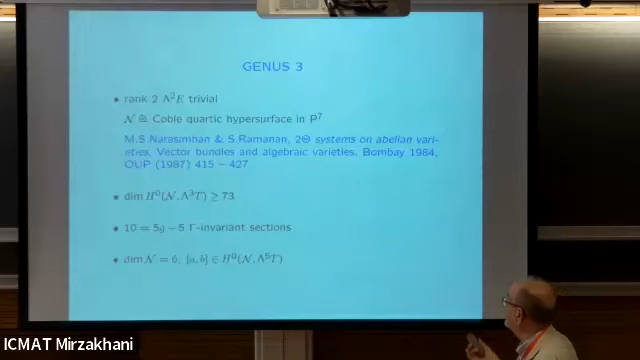 GENUS 3
• rank 2 Λ²E trivial
𝒩 ≅ Coble quartic hypersurface in P⁷
M.S.Narasimhan & S.Ramanan, 2Θ systems on abelian vari-
eties, Vector bundles and algebraic varieties, Bombay 1984,
OUP (1987) 415 – 427
• dim H⁰(𝒩, Λ³T) ≥ 73
• 10 = 5g − 5 Γ-invariant sections
• dim 𝒩 = 6, [a, b] ∈ H⁰(𝒩, Λ⁵T)
ICMAT Mirzakhani